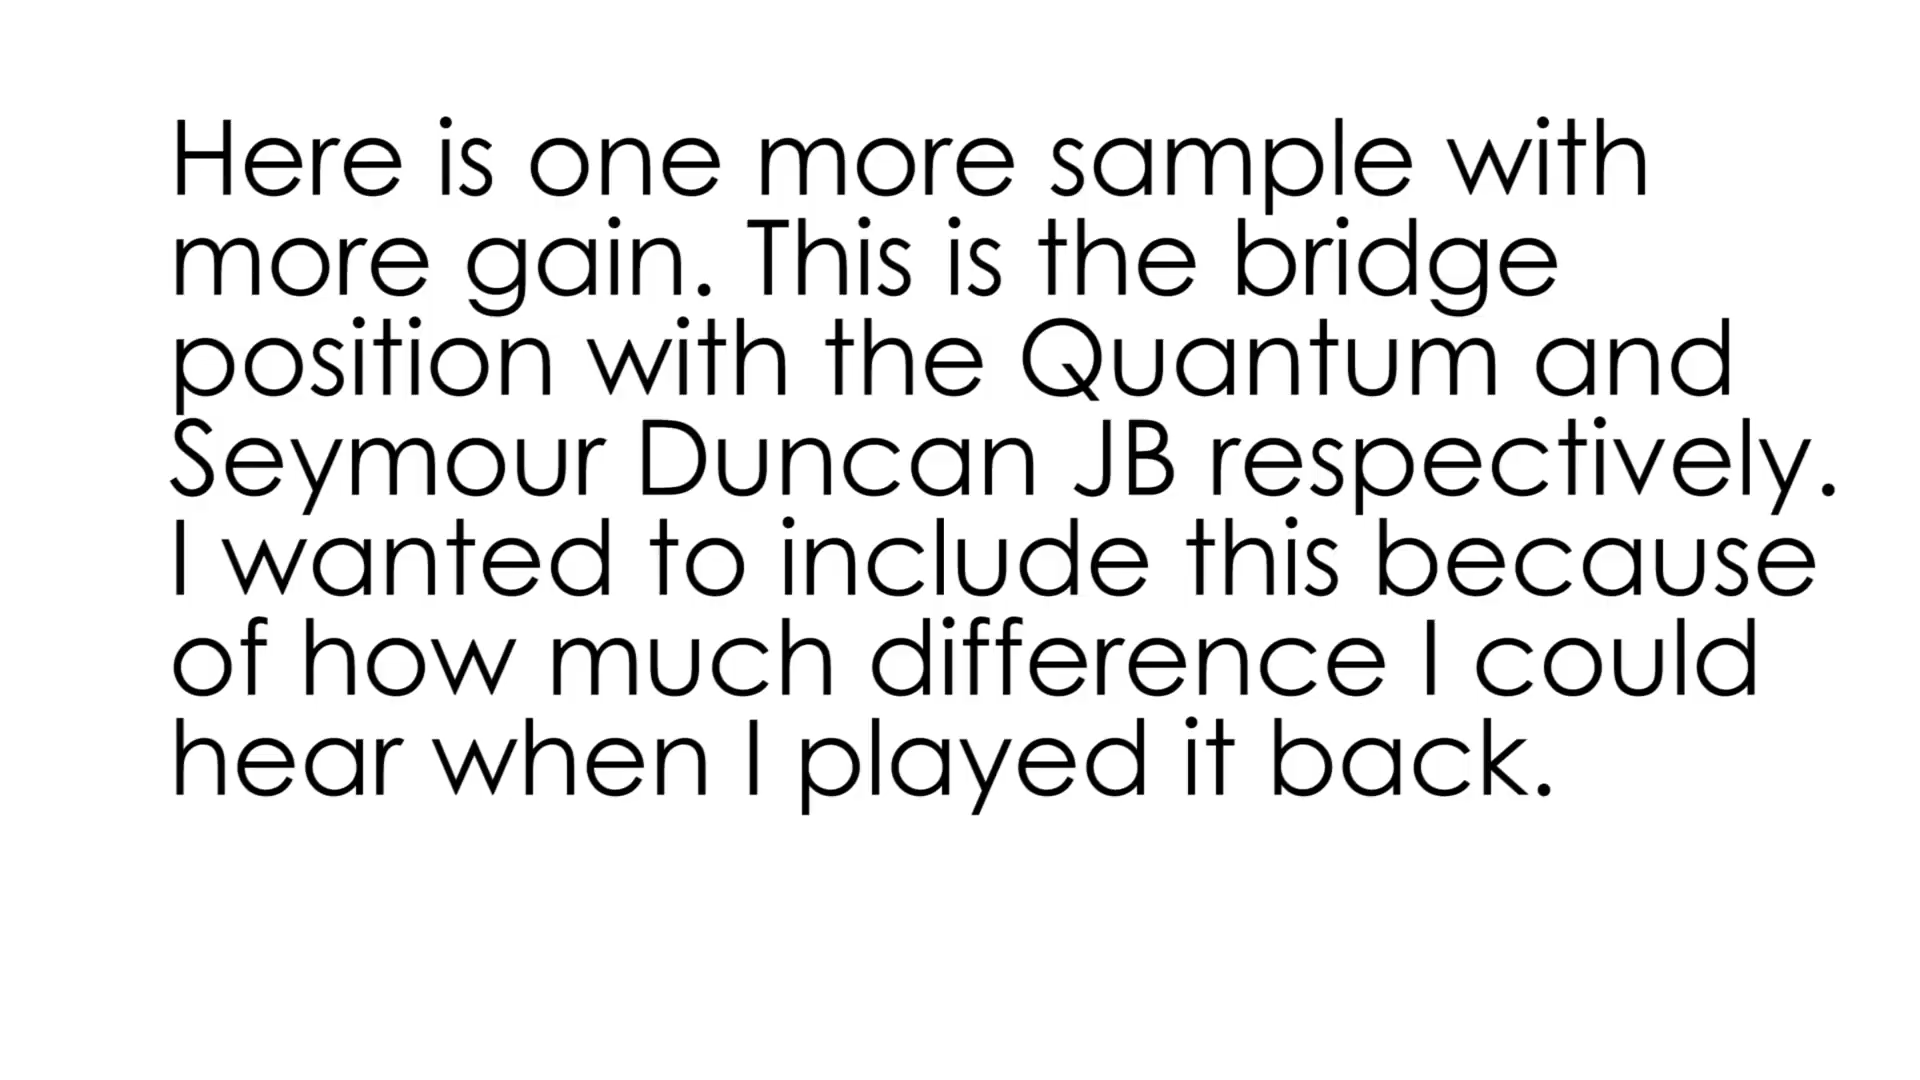 Here is one more sample with
more gain. This is the bridge
position with the Quantum and
Seymour Duncan JB respectively.
I wanted to include this because
of how much difference I could
hear when I played it back.